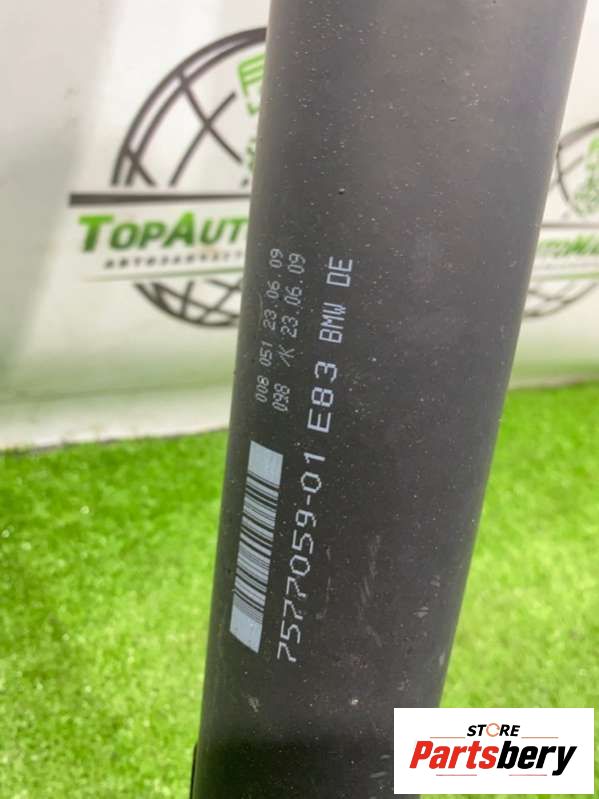 TOPAUTO
008 051 23.06.09
098 /K 23.06.09
7577059-01 E83 BMW DE
STORE
Partsbery